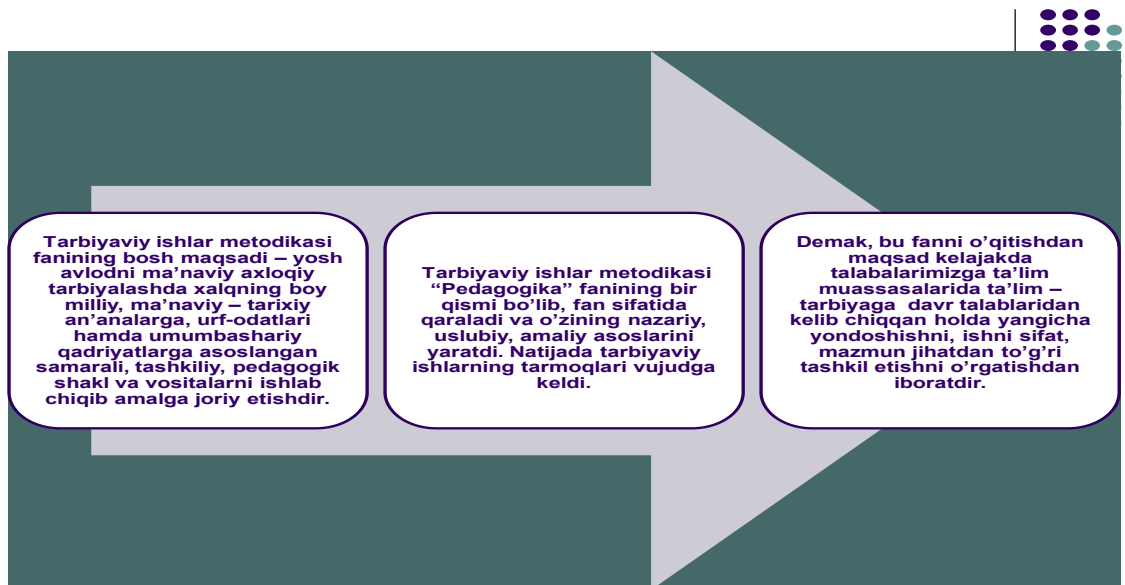 Tarbiyaviy ishlar metodikasi
fanining bosh maqsadi – yosh
avlodni ma’naviy axloqiy
tarbiyalashda xalqning boy
milliy, ma’naviy – tarixiy
an’analarga, urf-odatlari
hamda umumbashariy
qadriyatlarga asoslangan
samarali, tashkiliy, pedagogik
shakl va vositalarni ishlab
chiqib amalga joriy etishdir.
Tarbiyaviy ishlar metodikasi
“Pedagogika” fanining bir
qismi bo’lib, fan sifatida
qaraladi va o’zining nazariy,
uslubiy, amaliy asoslarini
yaratdi. Natijada tarbiyaviy
ishlarning tarmoqlari vujudga
keldi.
Demak, bu fanni o’qitishdan
maqsad kelajakda
talabalarimizga ta’lim
muassasalarida ta’lim –
tarbiyaga davr talablaridan
kelib chiqqan holda yangicha
yondoshishni, ishni sifat,
mazmun jihatdan to’g’ri
tashkil etishni o’rgatishdan
iboratdir.